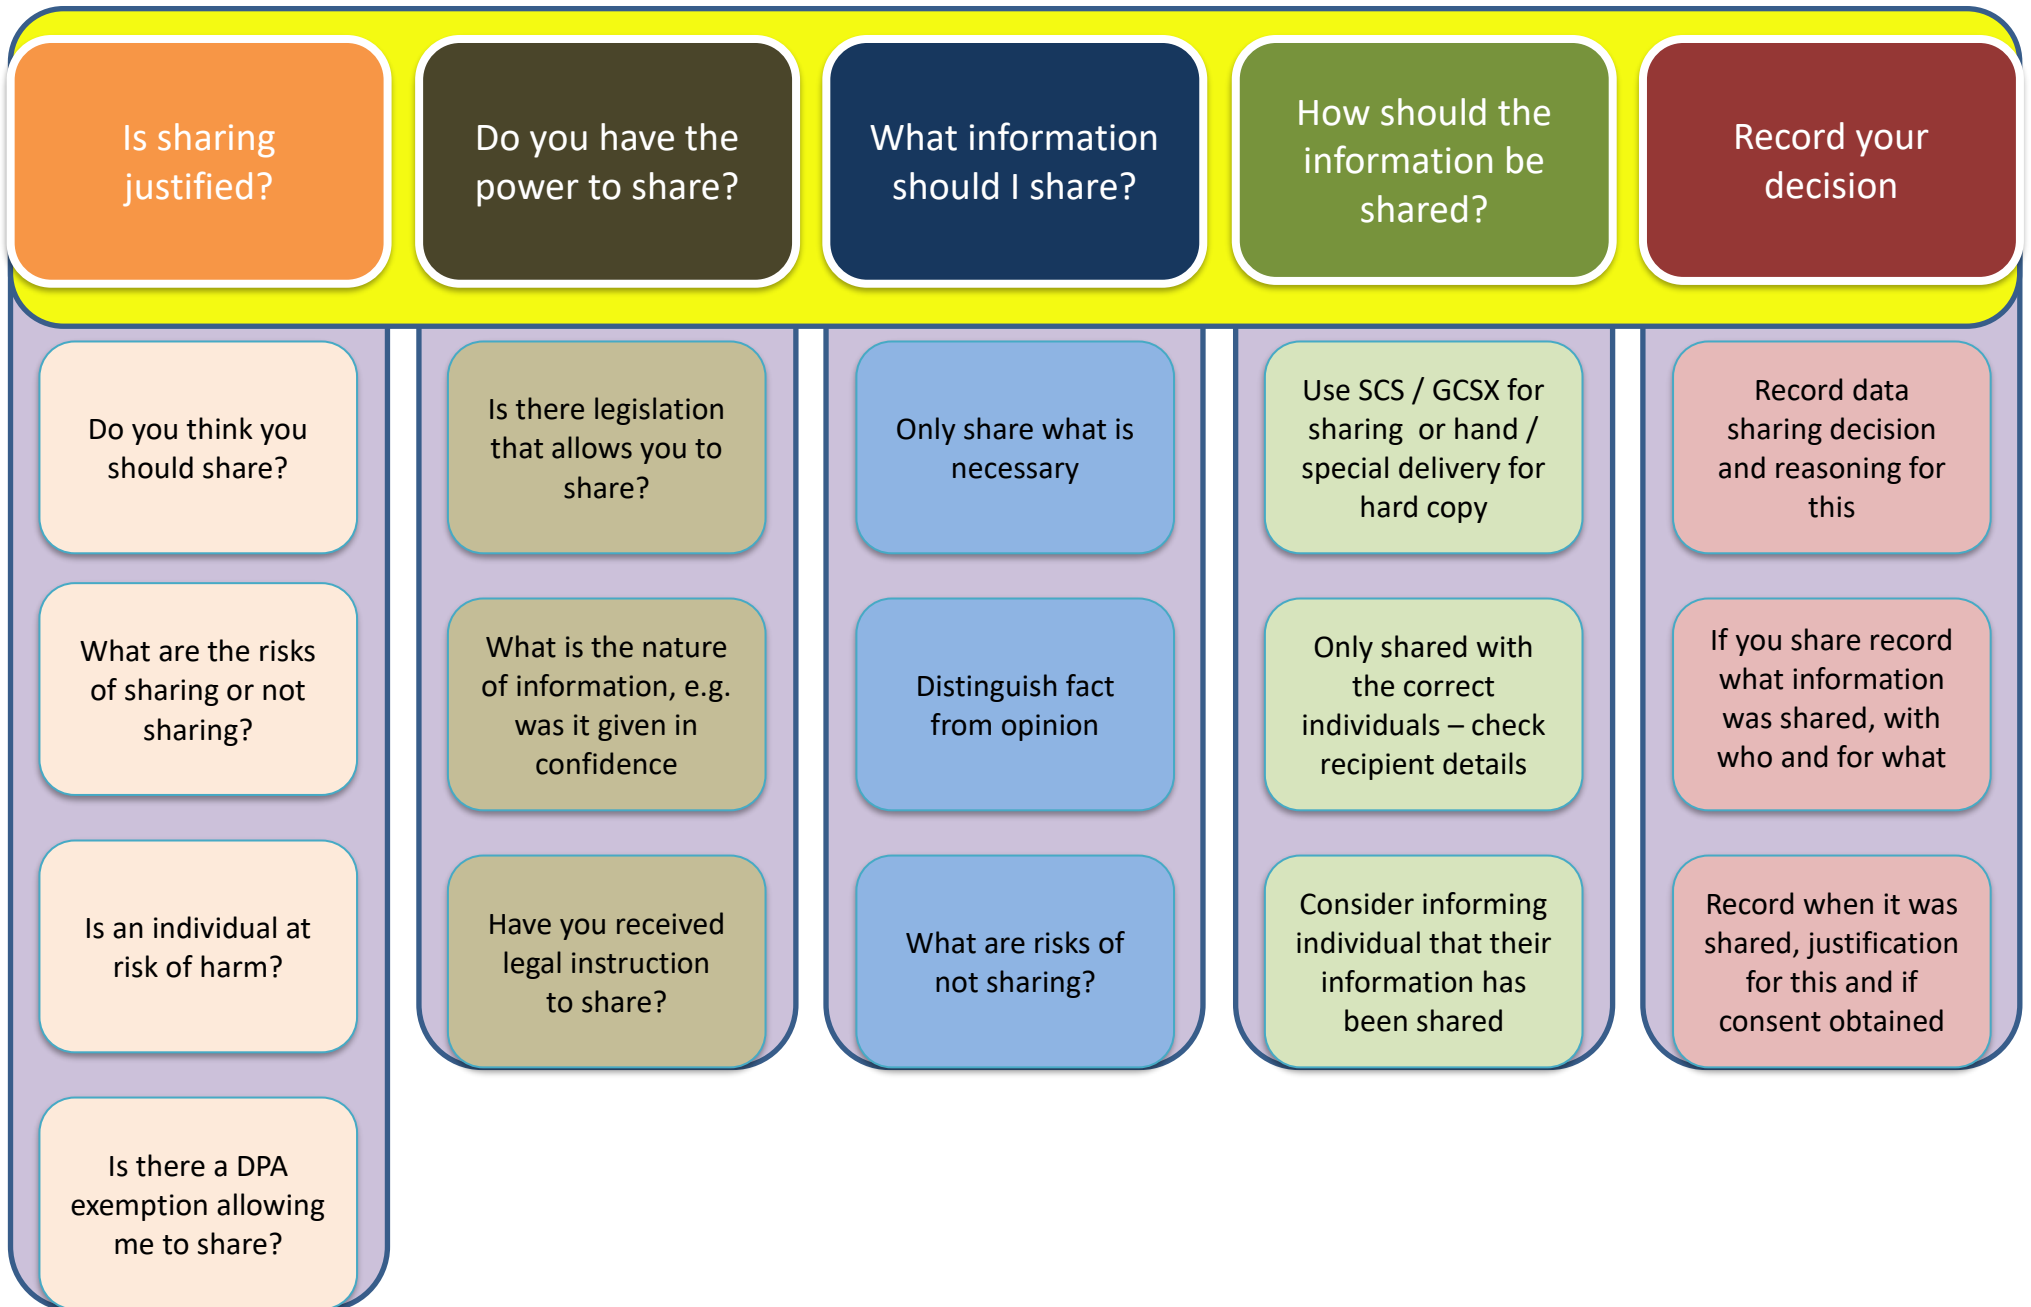 Is sharing
justified?
Do you have the
power to share?
What information
should I share?
How should the
information be
shared?
Record your
decision
Do you think you
should share?
What are the risks
of sharing or not
sharing?
Is an individual at
risk of harm?
Is there a DPA
exemption allowing
me to share?
Is there legislation
that allows you to
share?
What is the nature
of information, e.g.
was it given in
confidence
Have you received
legal instruction
to share?
Only share what is
necessary
Distinguish fact
from opinion
What are risks of
not sharing?
Use SCS / GCSX for
sharing or hand /
special delivery for
hard copy
Only shared with
the correct
individuals – check
recipient details
Consider informing
individual that their
information has
been shared
Record data
sharing decision
and reasoning for
this
If you share record
what information
was shared, with
who and for what
Record when it was
shared, justification
for this and if
consent obtained